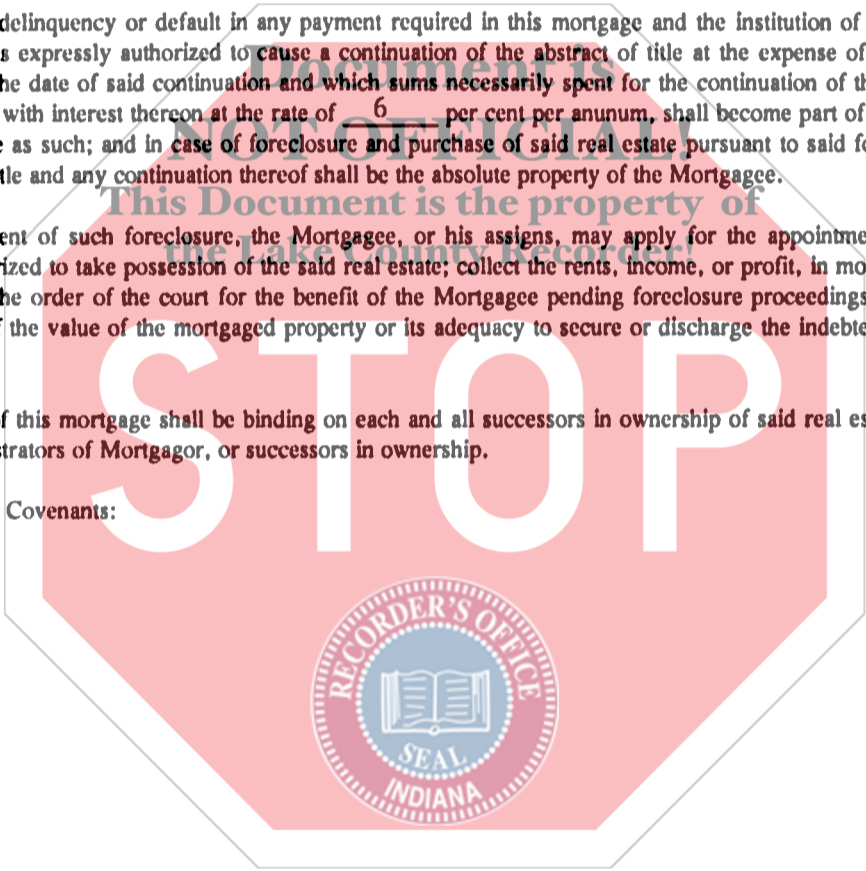 delinquency or default in any payment required in this mortgage and the institution of
s expressly authorized to cause a continuation of the abstract of title at the expense of
he date of said continuation and which sums necessarily spent for the continuation of th
with interest thereon at the rate of 6 per cent per anunum, shall become part of
e as such; and in case of foreclosure and purchase of said real estate pursuant to said fo
tle and any continuation thereof shall be the absolute property of the Mortgagee.
ent of such foreclosure, the Mortgagee, or his assigns, may apply for the appointme
ized to take possession of the said real estate; collect the rents, income, or profit, in mo
he order of the court for the benefit of the Mortgagee pending foreclosure proceedings
f the value of the mortgaged property or its adequacy to secure or discharge the indebte
f this mortgage shall be binding on each and all successors in ownership of said real es
strators of Mortgagor, or successors in ownership.
Covenants:
Document is
NOT OFFICIAL!
This Document is the property of
the Lake County Recorder!
STOP
RECORDER'S OFFICE
SEAL
INDIANA